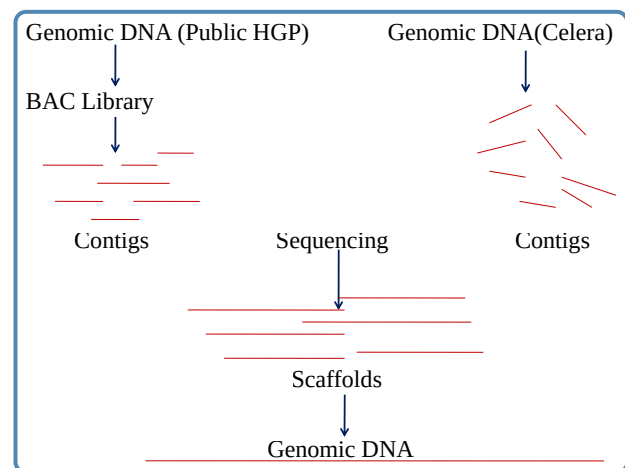 Genomic DNA (Public HGP)
Genomic DNA(Celera)
BAC Library
Contigs
Sequencing
Contigs
Scaffolds
Genomic DNA